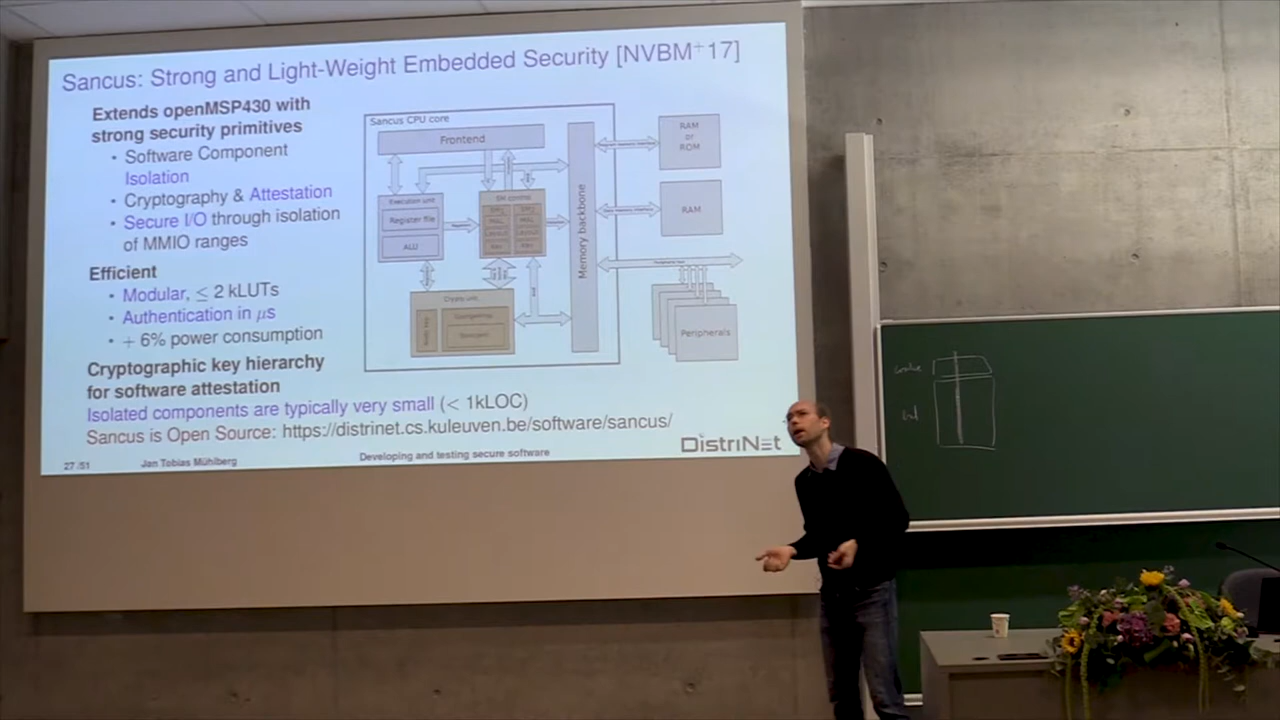 Sancus: Strong and Light-Weight Embedded Security [NVBM+17]
Extends openMSP430 with
strong security primitives
• Software Component
Isolation
• Cryptography & Attestation
• Secure I/O through isolation
of MMIO ranges
Efficient
• Modular, ≤ 2 kLUTs
• Authentication in μs
• + 6% power consumption
Cryptographic key hierarchy
for software attestation
Isolated components are typically very small (< 1kLOC)
Sancus is Open Source: https://distrinet.cs.kuleuven.be/software/sancus/
Sancus CPU core
Frontend
Execution unit
Register file
ALU
SM control
Crypto unit
Memory backbone
RAM
or
ROM
RAM
Peripherals
DistriNet
27 /51
Jan Tobias Mühlberg
Developing and testing secure software